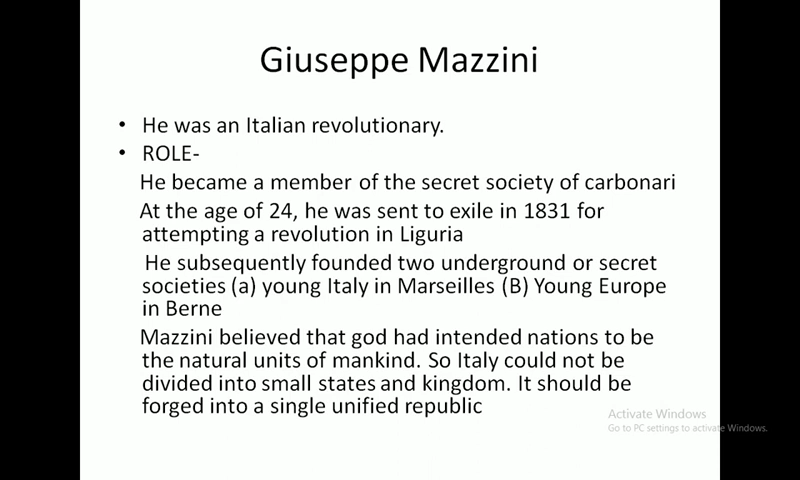 Giuseppe Mazzini
• He was an Italian revolutionary.
• ROLE-
He became a member of the secret society of carbonari
At the age of 24, he was sent to exile in 1831 for
attempting a revolution in Liguria
He subsequently founded two underground or secret
societies (a) young Italy in Marseilles (B) Young Europe
in Berne
Mazzini believed that god had intended nations to be
the natural units of mankind. So Italy could not be
divided into small states and kingdom. It should be
forged into a single unified republic
Activate Windows
Go to PC settings to activate Windows.